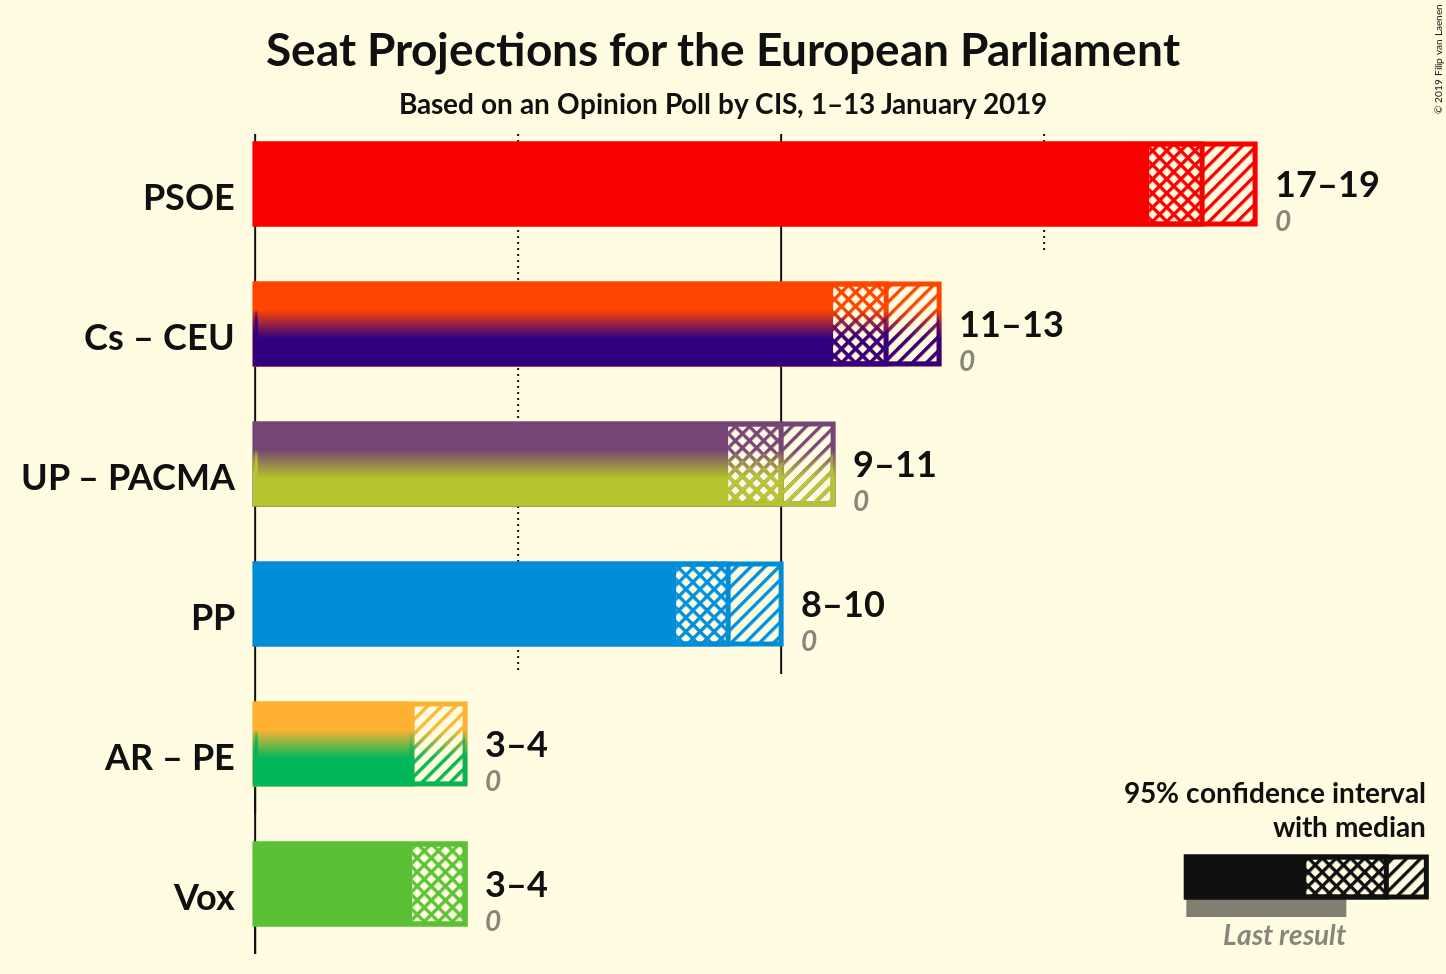 Seat Projections for the European Parliament
Based on an Opinion Poll by CIS, 1–13 January 2019
© 2019 Filip van Laenen
PSOE
17–19
0
Cs – CEU
11–13
0
UP – PACMA
9–11
0
PP
8–10
0
AR – PE
3–4
0
Vox
3–4
0
95% confidence interval
with median
Last result